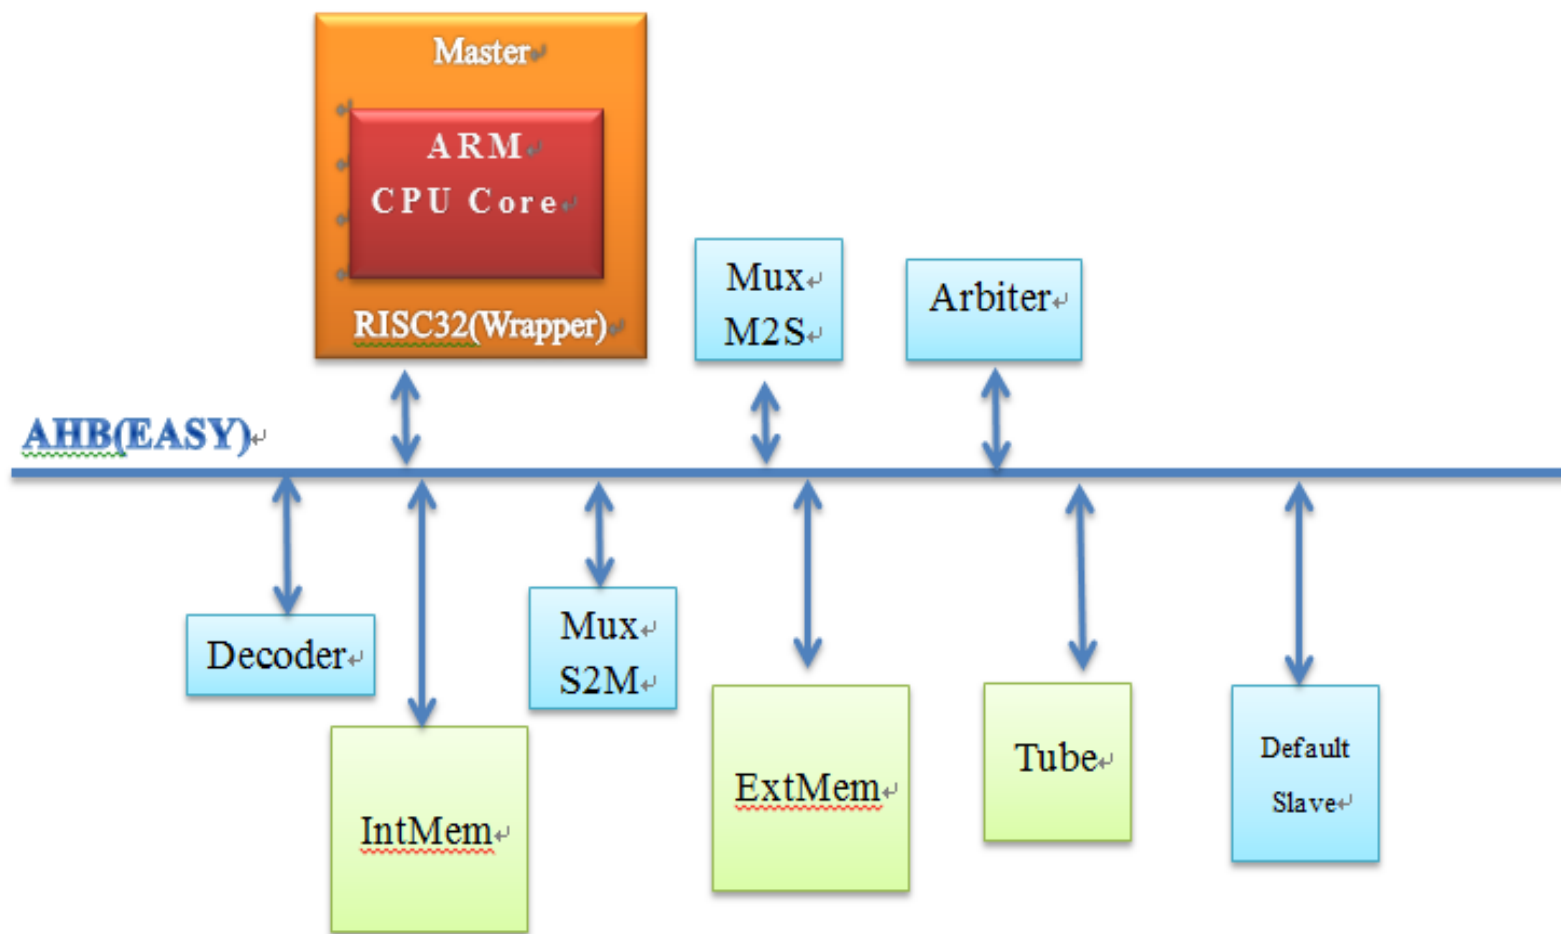 Master
ARM
CPU Core
RISC32(Wrapper)
Mux
M2S
Arbiter
AHB(EASY)
Decoder
Mux
S2M
IntMem
ExtMem
Tube
Default
Slave